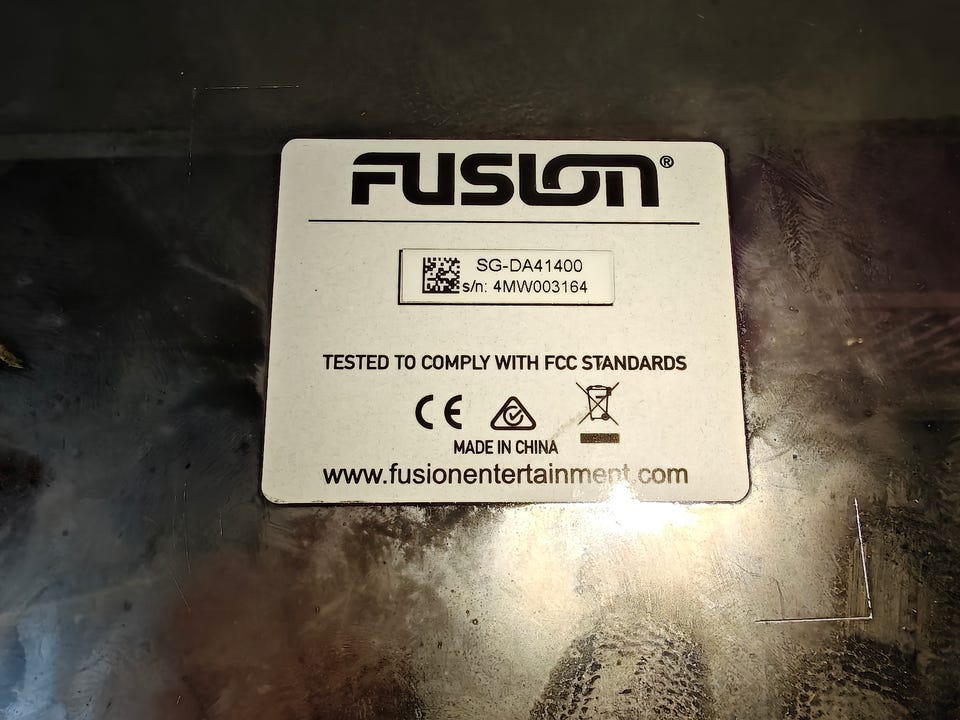 FUSION®
SG-DA41400
s/n: 4MW003164
TESTED TO COMPLY WITH FCC STANDARDS
CE
MADE IN CHINA
www.fusionentertainment.com